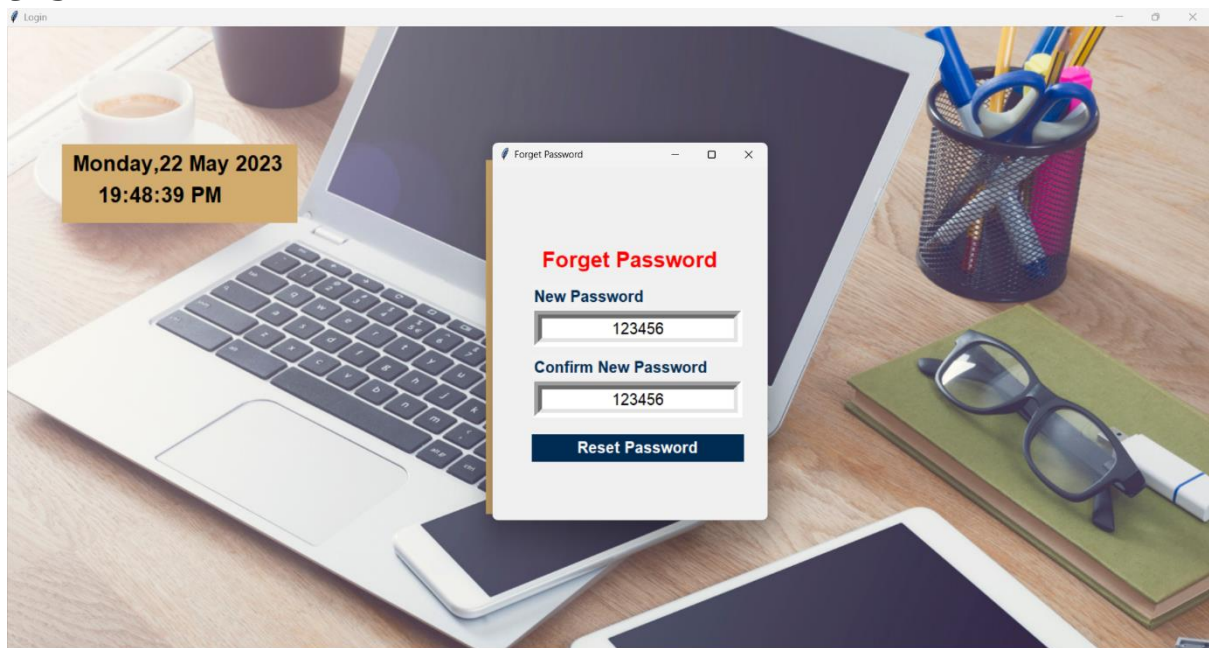 Login
Monday,22 May 2023
19:48:39 PM
Forget Password
Forget Password
New Password
123456
Confirm New Password
123456
Reset Password